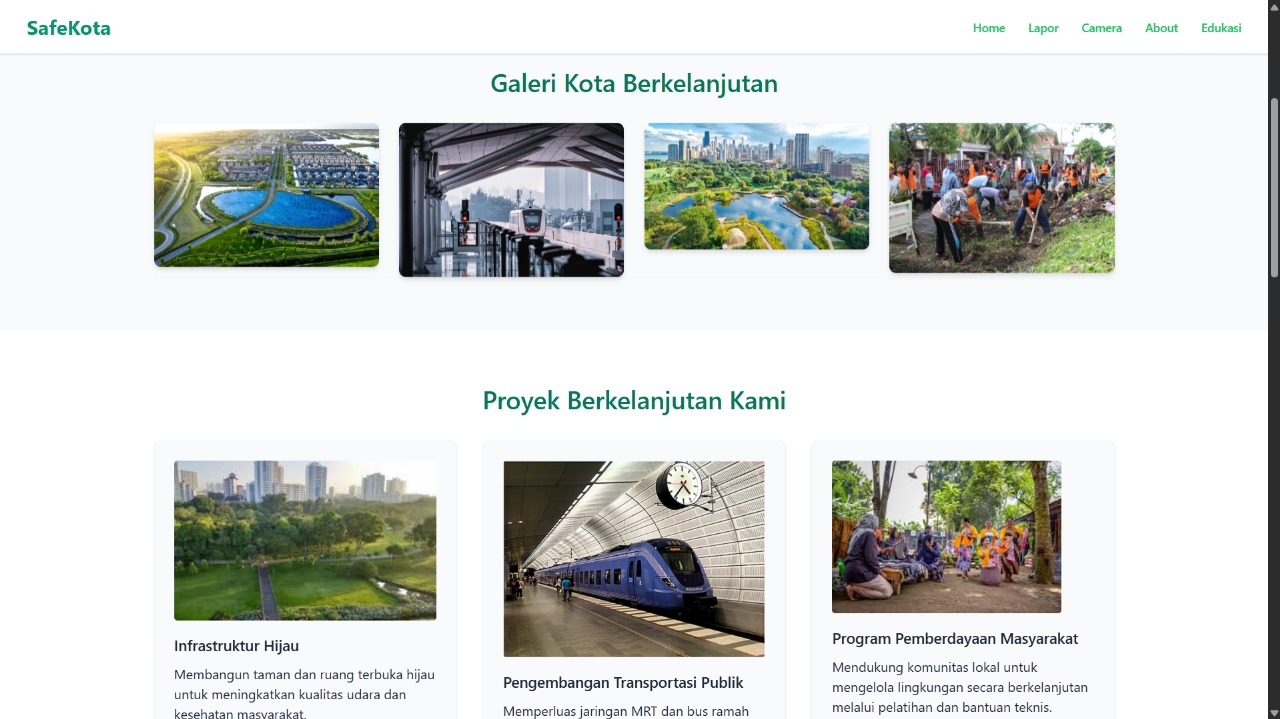 SafeKota
Home Lapor Camera About Edukasi
Galeri Kota Berkelanjutan
Proyek Berkelanjutan Kami
Infrastruktur Hijau
Membangun taman dan ruang terbuka hijau
untuk meningkatkan kualitas udara dan
kesehatan masyarakat.
Pengembangan Transportasi Publik
Memperluas jaringan MRT dan bus ramah
Program Pemberdayaan Masyarakat
Mendukung komunitas lokal untuk
mengelola lingkungan secara berkelanjutan
melalui pelatihan dan bantuan teknis.